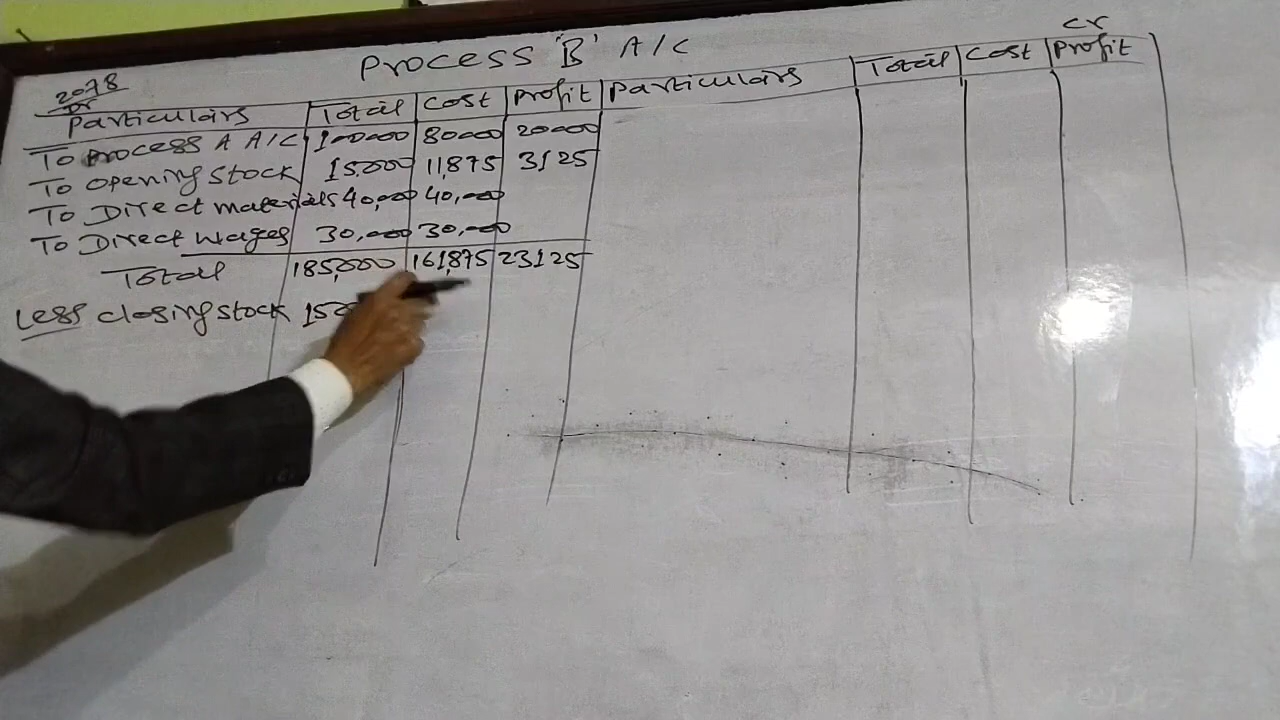 Process 'B' A/C
2078
Dr
Cr
Particulars Total Cost Profit Particulars Total Cost Profit
To Process A A/C 100000 80000 20000
To Opening Stock 15,000 11,875 3125
To Direct materials 40,000 40,000
To Direct wages 30,000 30,000
Total 185,000 161,875 23125
Less closing stock